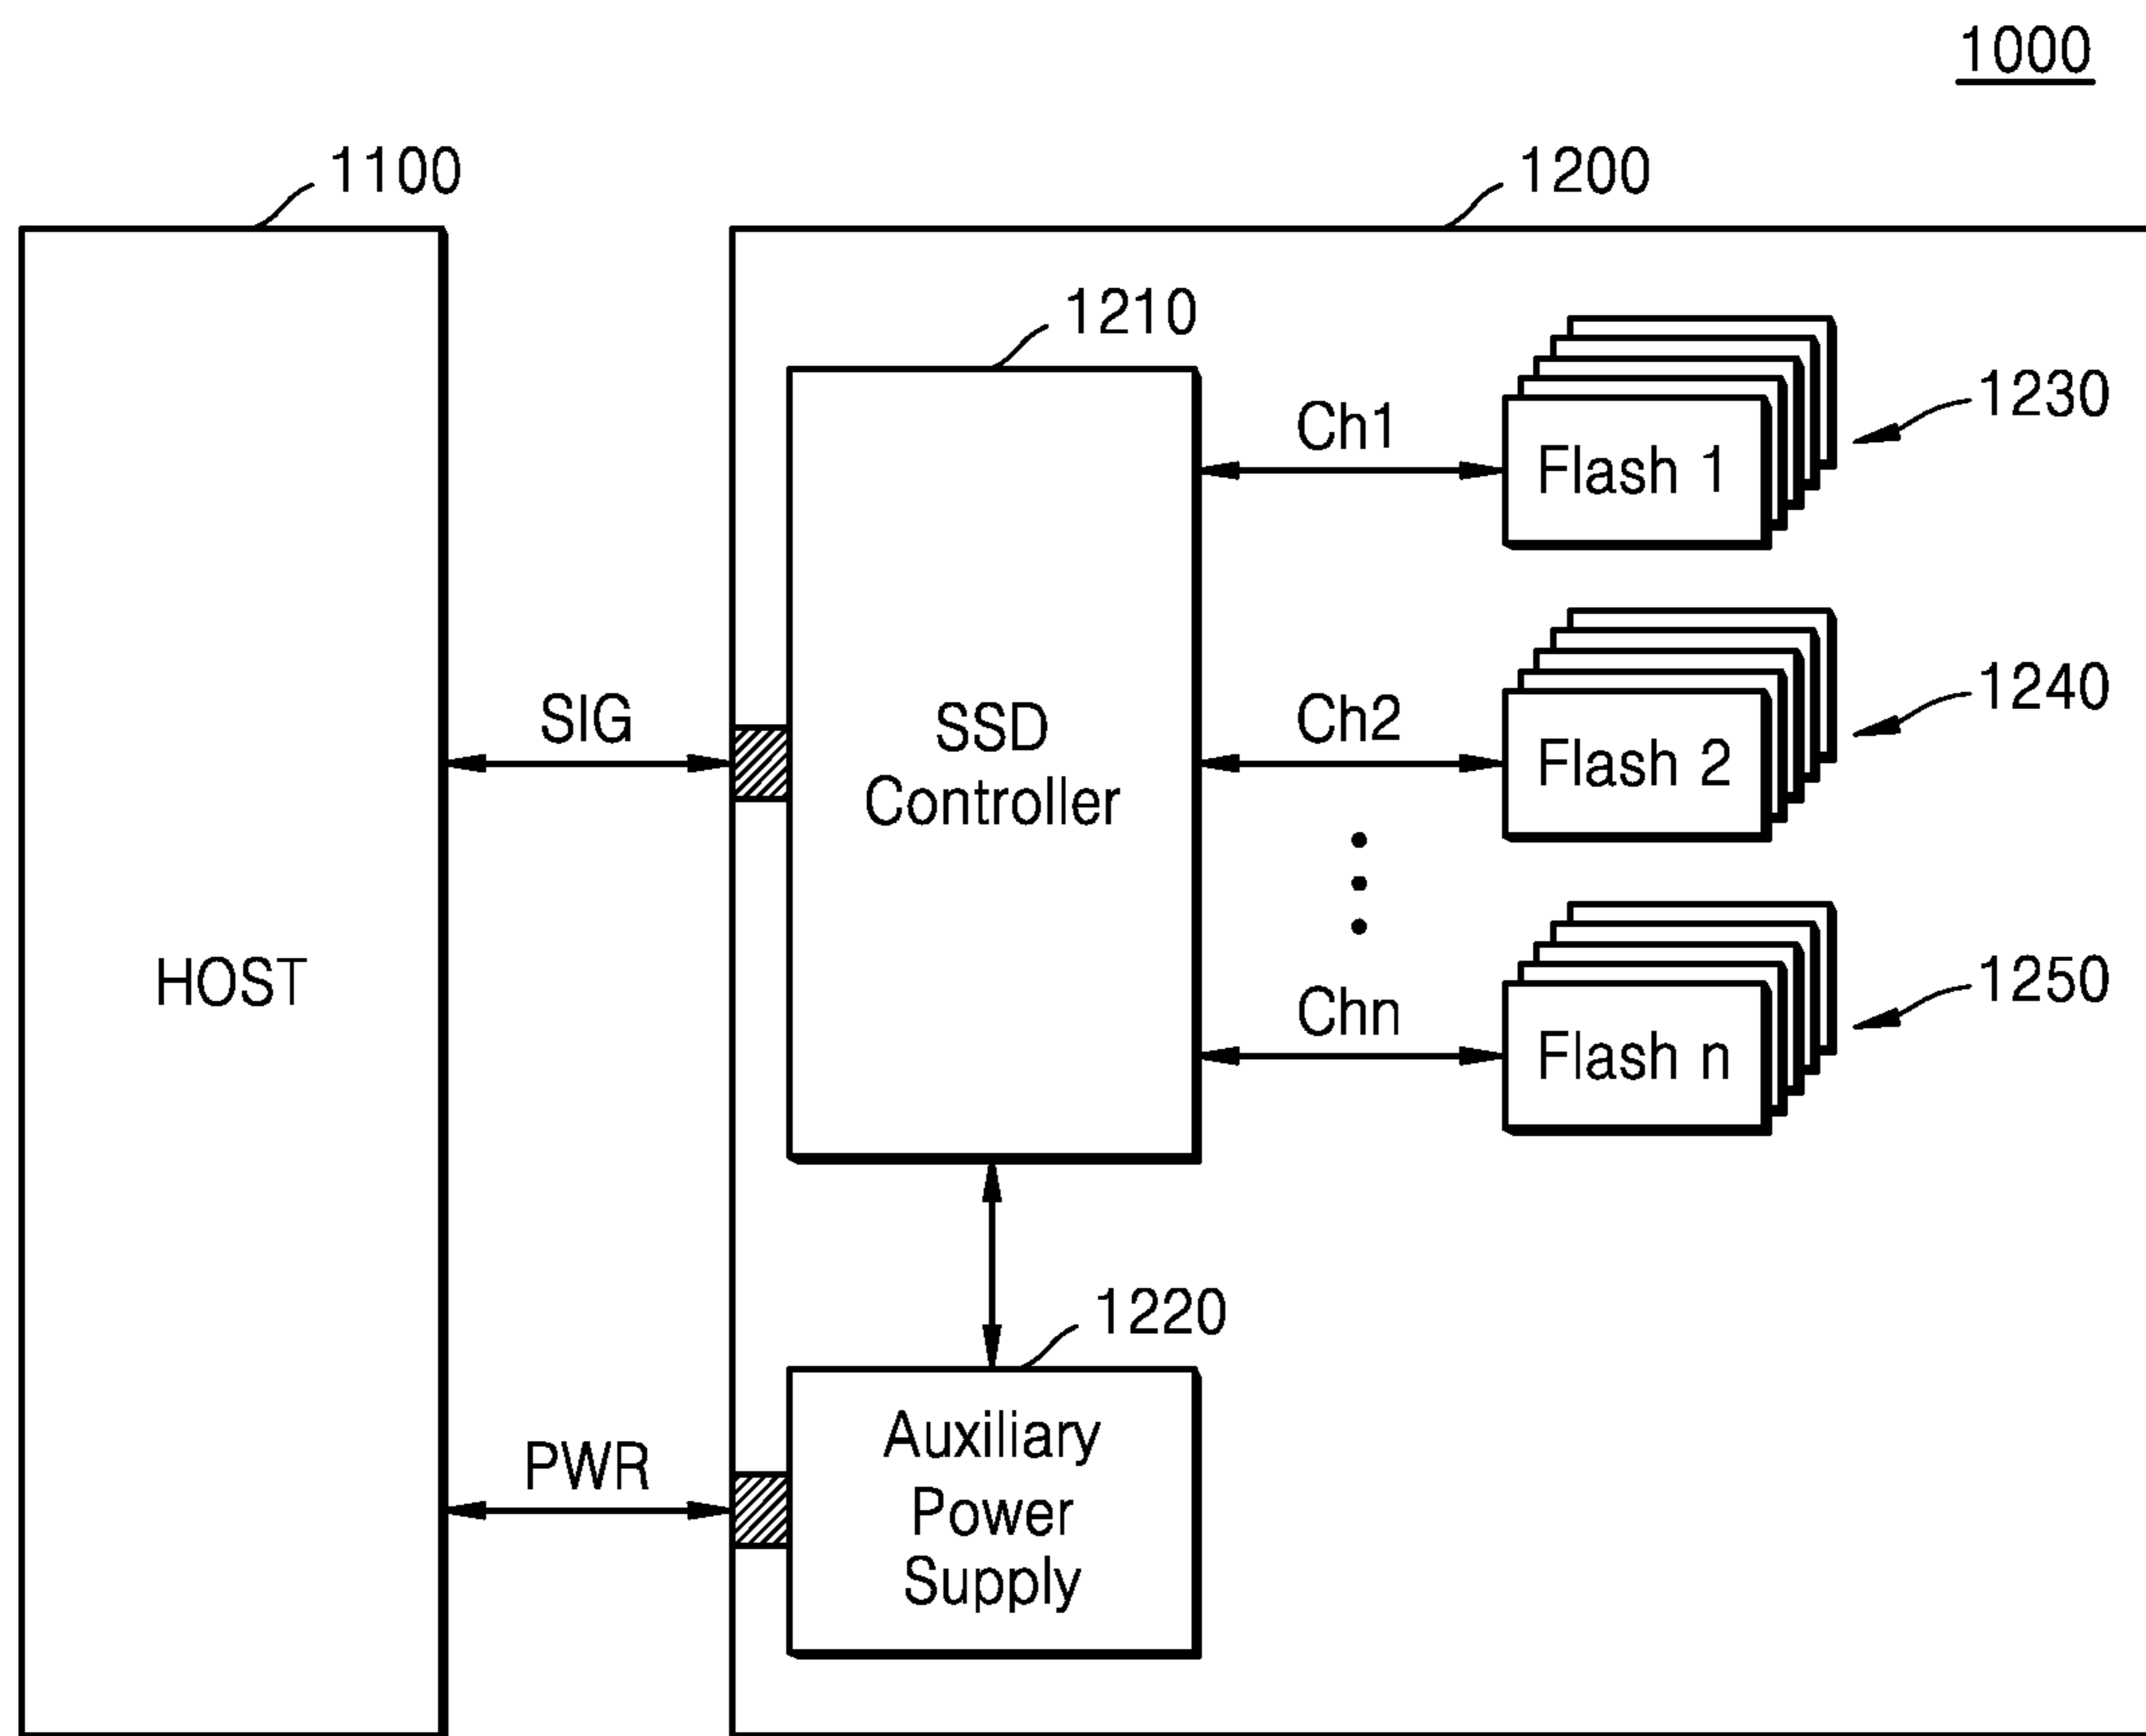 1000
1100
1200
1210
Ch1
Flash 1
1230
SIG
SSD
Controller
Ch2
Flash 2
1240
HOST
Chn
Flash n
1250
1220
PWR
Auxiliary
Power
Supply